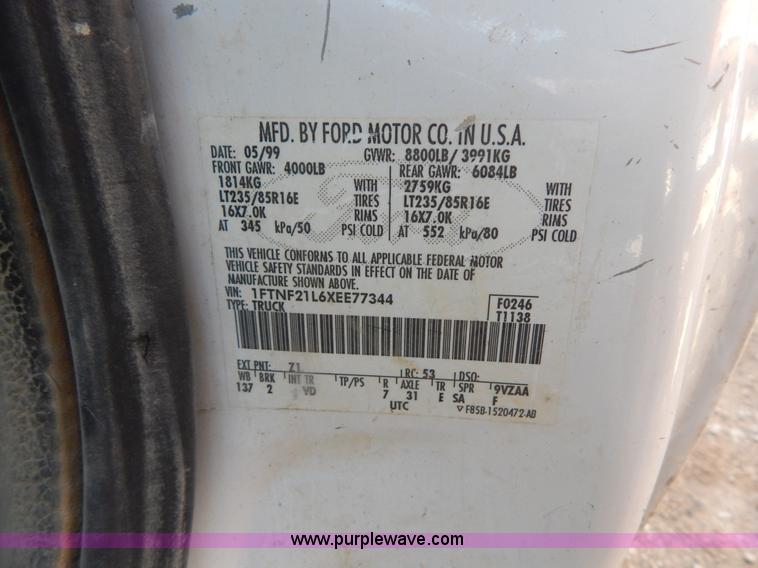 MFD. BY FORD MOTOR CO. IN U.S.A.
DATE: 05/99 GVWR: 8800LB/ 3991KG
FRONT GAWR: 4000LB REAR GAWR: 6084LB
1814KG WITH 2759KG WITH
LT235/85R16E TIRES LT235/85R16E TIRES
16X7.0K RIMS 16X7.0K RIMS
AT 345 kPa/50 PSI COLD AT 552 kPa/80 PSI COLD
THIS VEHICLE CONFORMS TO ALL APPLICABLE FEDERAL MOTOR
VEHICLE SAFETY STANDARDS IN EFFECT ON THE DATE OF
MANUFACTURE SHOWN ABOVE.
VIN: 1FTNF21L6XEE77344 F0246
TYPE: TRUCK T1138
EXT PNT: Z1 RC: 53 DSO:
WB BRK INT TR TP/PS R AXLE TR SPR 9VZAA
137 2 VD 7 31 E SA F
UTC ▽ F85B-1520472-AB
www.purplewave.com